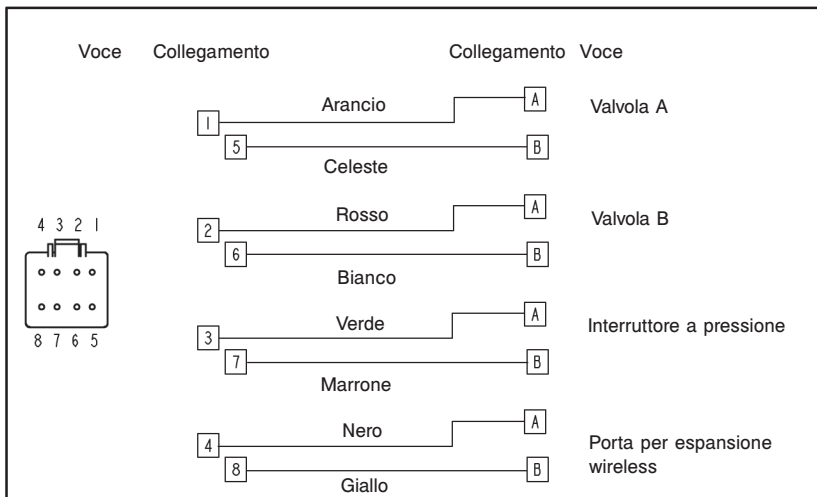 Voce Collegamento Collegamento Voce
Arancio
A
Valvola A
1
5
B
Celeste
Rosso
A
Valvola B
2
6
B
Bianco
4 3 2 1
8 7 6 5
Verde
A
Interruttore a pressione
3
7
B
Marrone
Nero
A
Porta per espansione
wireless
4
8
B
Giallo